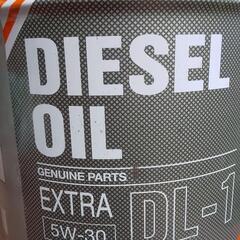 DIESEL
OIL
GENUINE PARTS
EXTRA
DL-1
5W-30